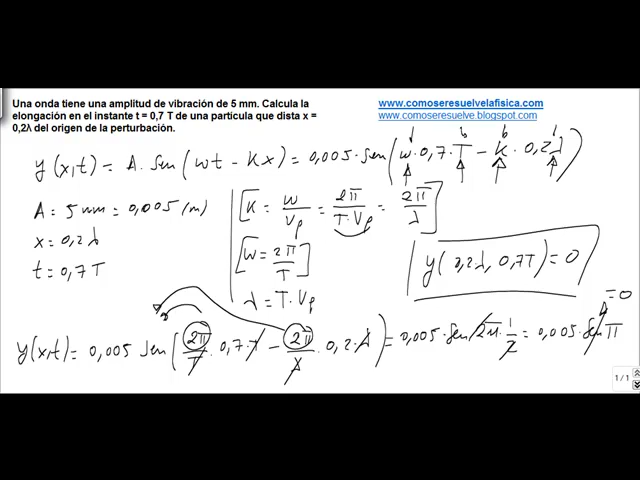 Una onda tiene una amplitud de vibración de 5 mm. Calcula la
elongación en el instante t = 0,7 T de una partícula que dista x =
0,2λ del origen de la perturbación.
www.comoseresuelvelafisica.com
www.comoseresuelve.blogspot.com
y(x,t) = A. Sen(wt - Kx) = 0,005 · Sen(w · 0,7 · T - k · 0,2 λ)
A = 5 mm = 0,005 (m)
x = 0,2 λ
t = 0,7 T
[K = w/Vp = 2π/T·Vp = 2π/λ]
[W = 2π/T]
λ = T · Vp
y(0,2λ, 0,7T) = 0
= 0
y(x,t) = 0,005 Sen(2π/T · 0,7 · T - 2π/λ · 0,2 · λ) = 0,005 · Sen 2π · 1/2 = 0,005 · Sen π
1 / 1